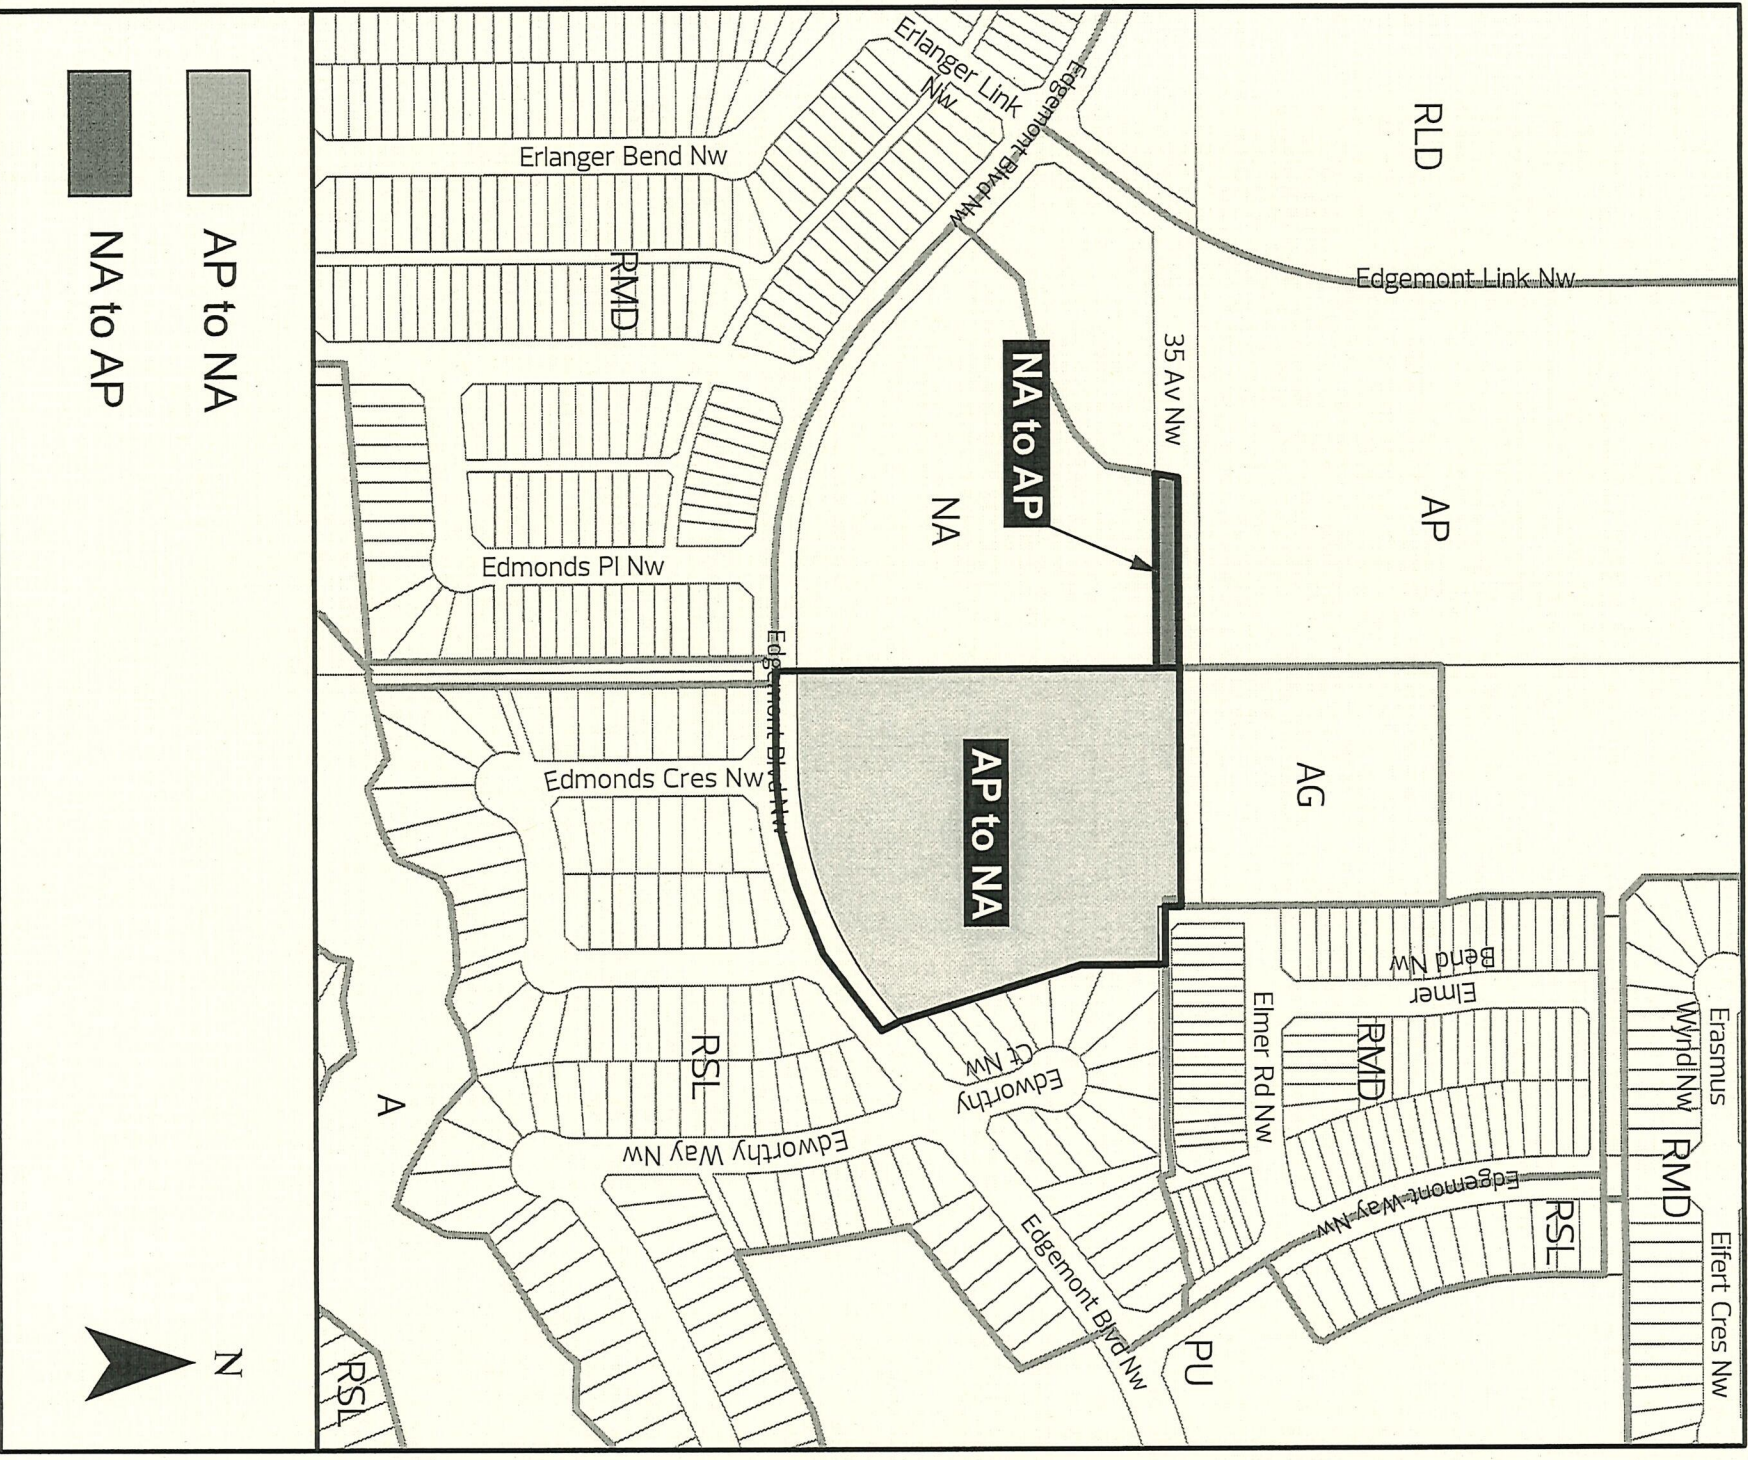 RLD
Edgemont Link Nw
AP
AG
Erlanger Link
Nw
Edgemont Blvd Nw
35 Av Nw
NA to AP
NA
Erlanger Bend Nw
RMD
Edmonds Pl Nw
Edgemont Blvd Nw
Edmonds Cres Nw
AP to NA
Elmer
Bend Nw
Elmer Rd Nw
RMD
Erasmus
Wynd Nw
RMD
Eifert Cres Nw
RSL
Edgemont Way Nw
Edworthy
Ct Nw
RSL
Edworthy Way Nw
Edgemont Blvd Nw
PU
A
RSL
AP to NA
NA to AP
N